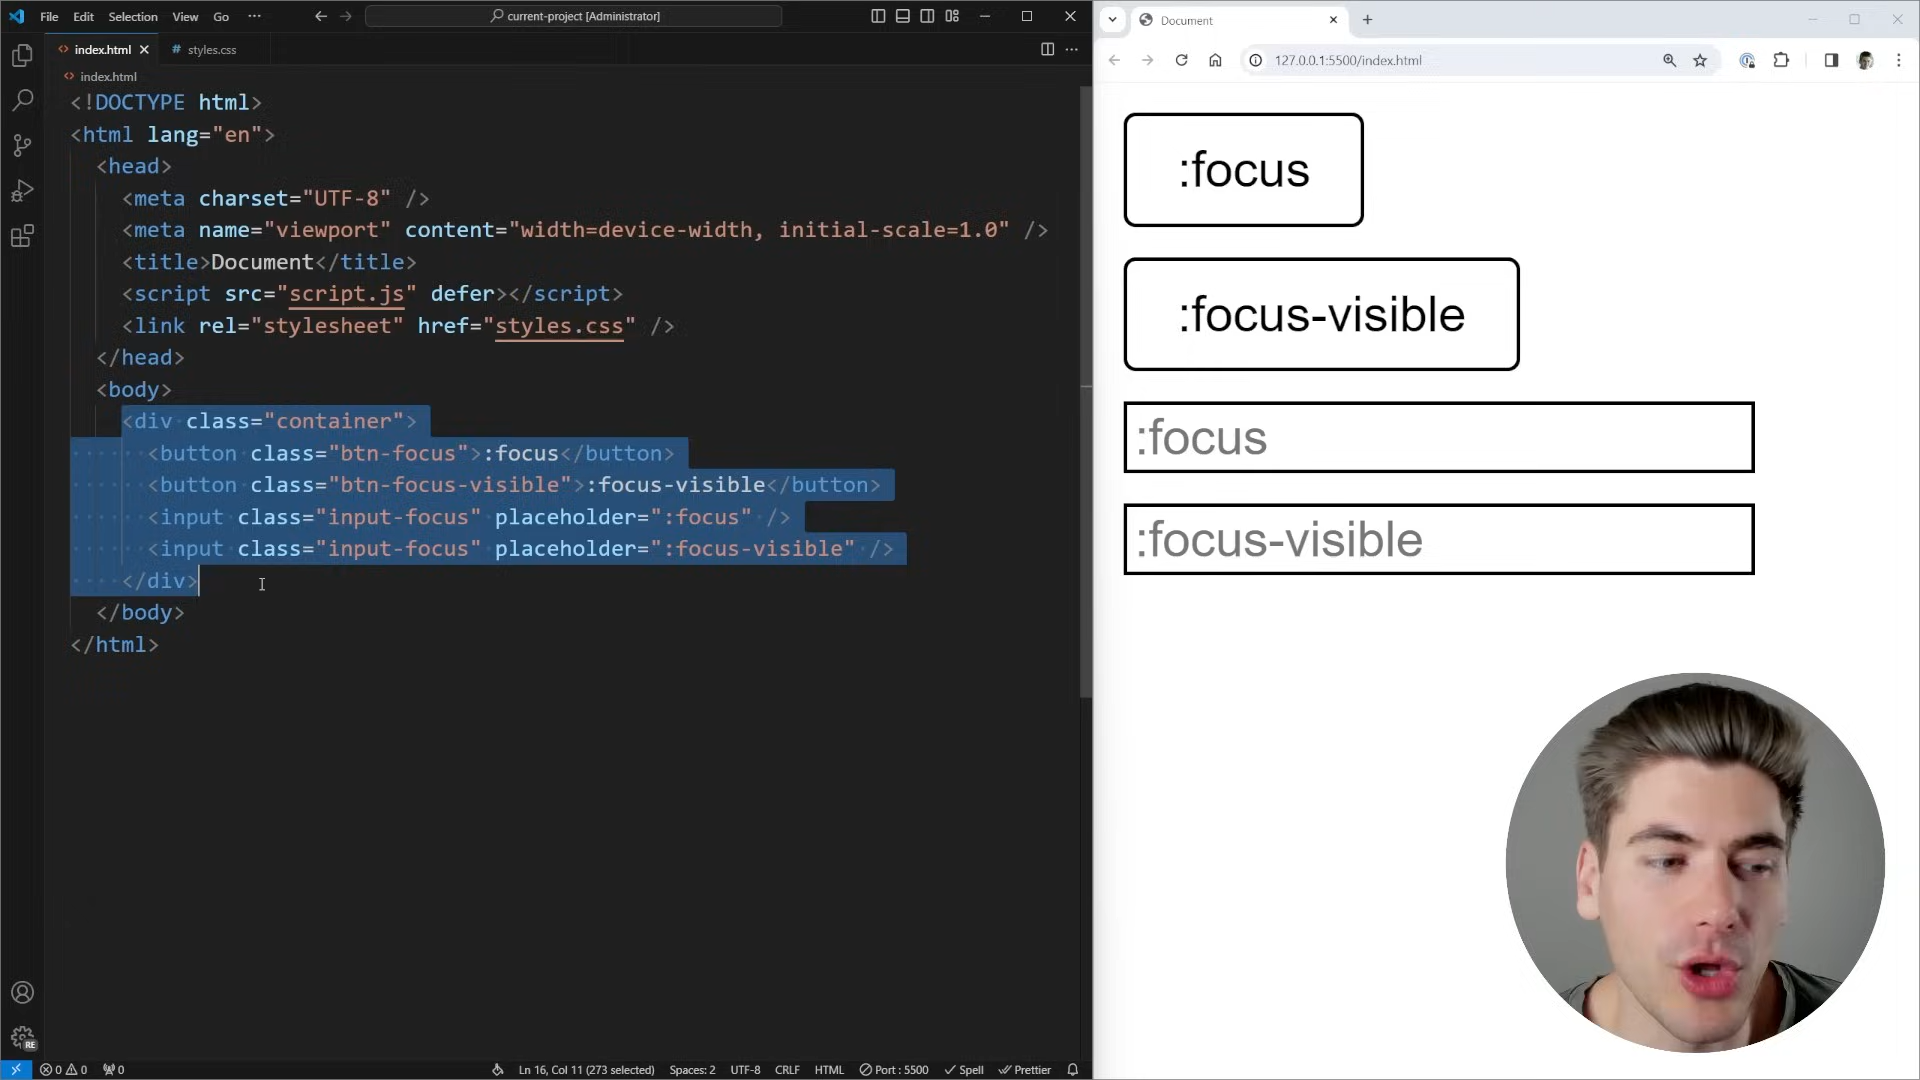 File Edit Selection View Go ···
current-project [Administrator]
index.html
styles.css
index.html
<!DOCTYPE html>
<html lang="en">
<head>
<meta charset="UTF-8" />
<meta name="viewport" content="width=device-width, initial-scale=1.0" />
<title>Document</title>
<script src="script.js" defer></script>
<link rel="stylesheet" href="styles.css" />
</head>
<body>
<div class="container">
<button class="btn-focus">:focus</button>
<button class="btn-focus-visible">:focus-visible</button>
<input class="input-focus" placeholder=":focus" />
<input class="input-focus" placeholder=":focus-visible" />
</div>
</body>
</html>
RE
0 0 0 Ln 16, Col 11 (273 selected) Spaces: 2 UTF-8 CRLF HTML Port : 5500 Spell Prettier
Document
127.0.0.1:5500/index.html
:focus
:focus-visible
:focus
:focus-visible